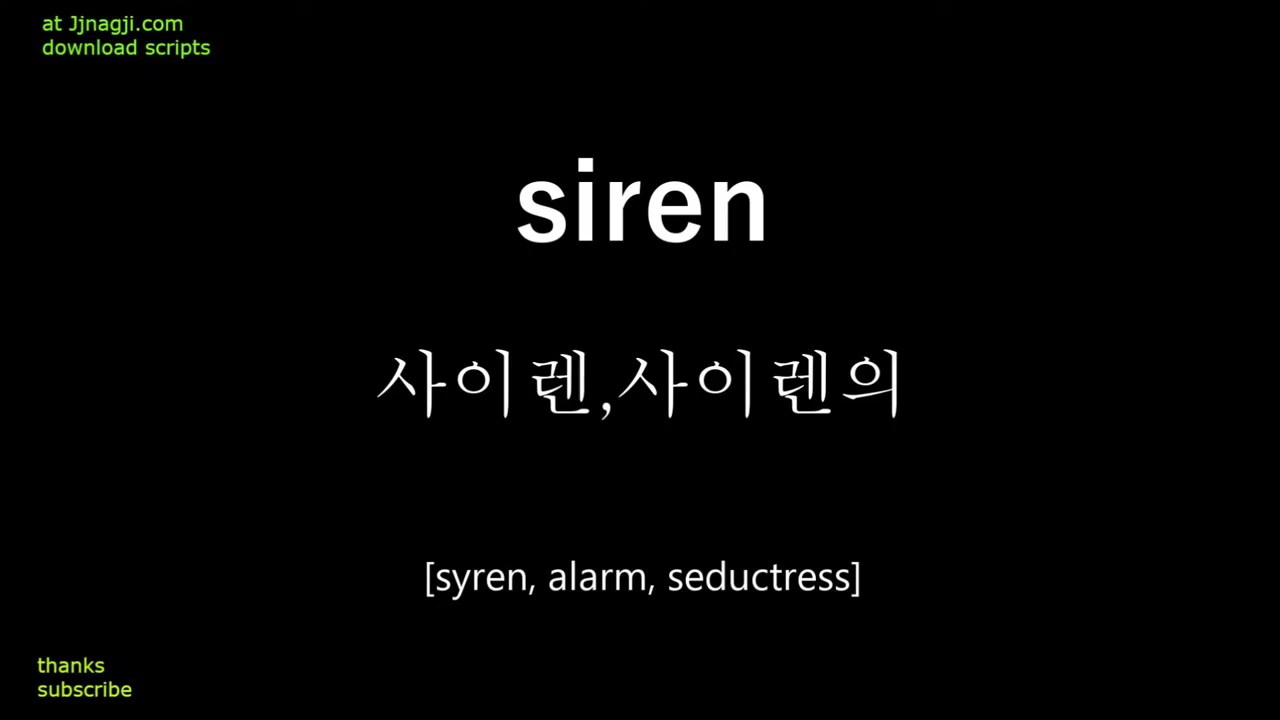 at Jjnagji.com
download scripts
siren
사이렌,사이렌의
[syren, alarm, seductress]
thanks
subscribe